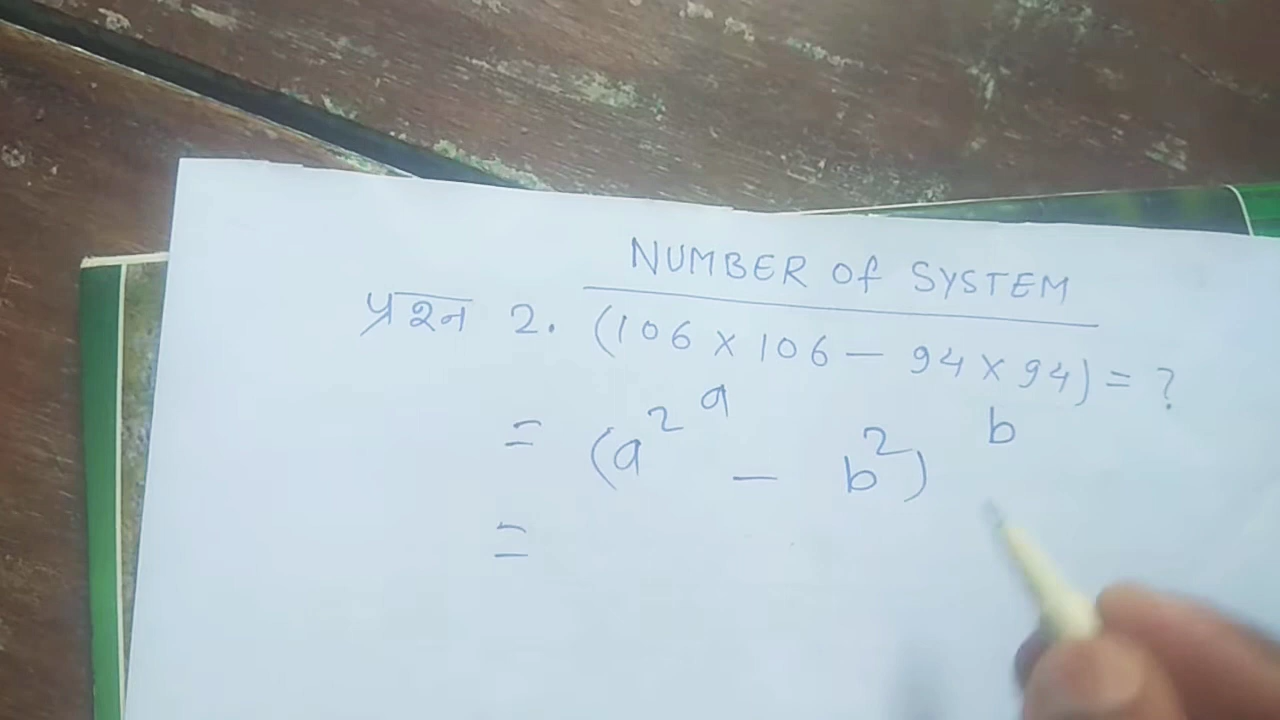 NUMBER of SYSTEM
प्रश्न 2. (106 × 106 — 94 × 94) = ?
a b
= (a² — b²)
=